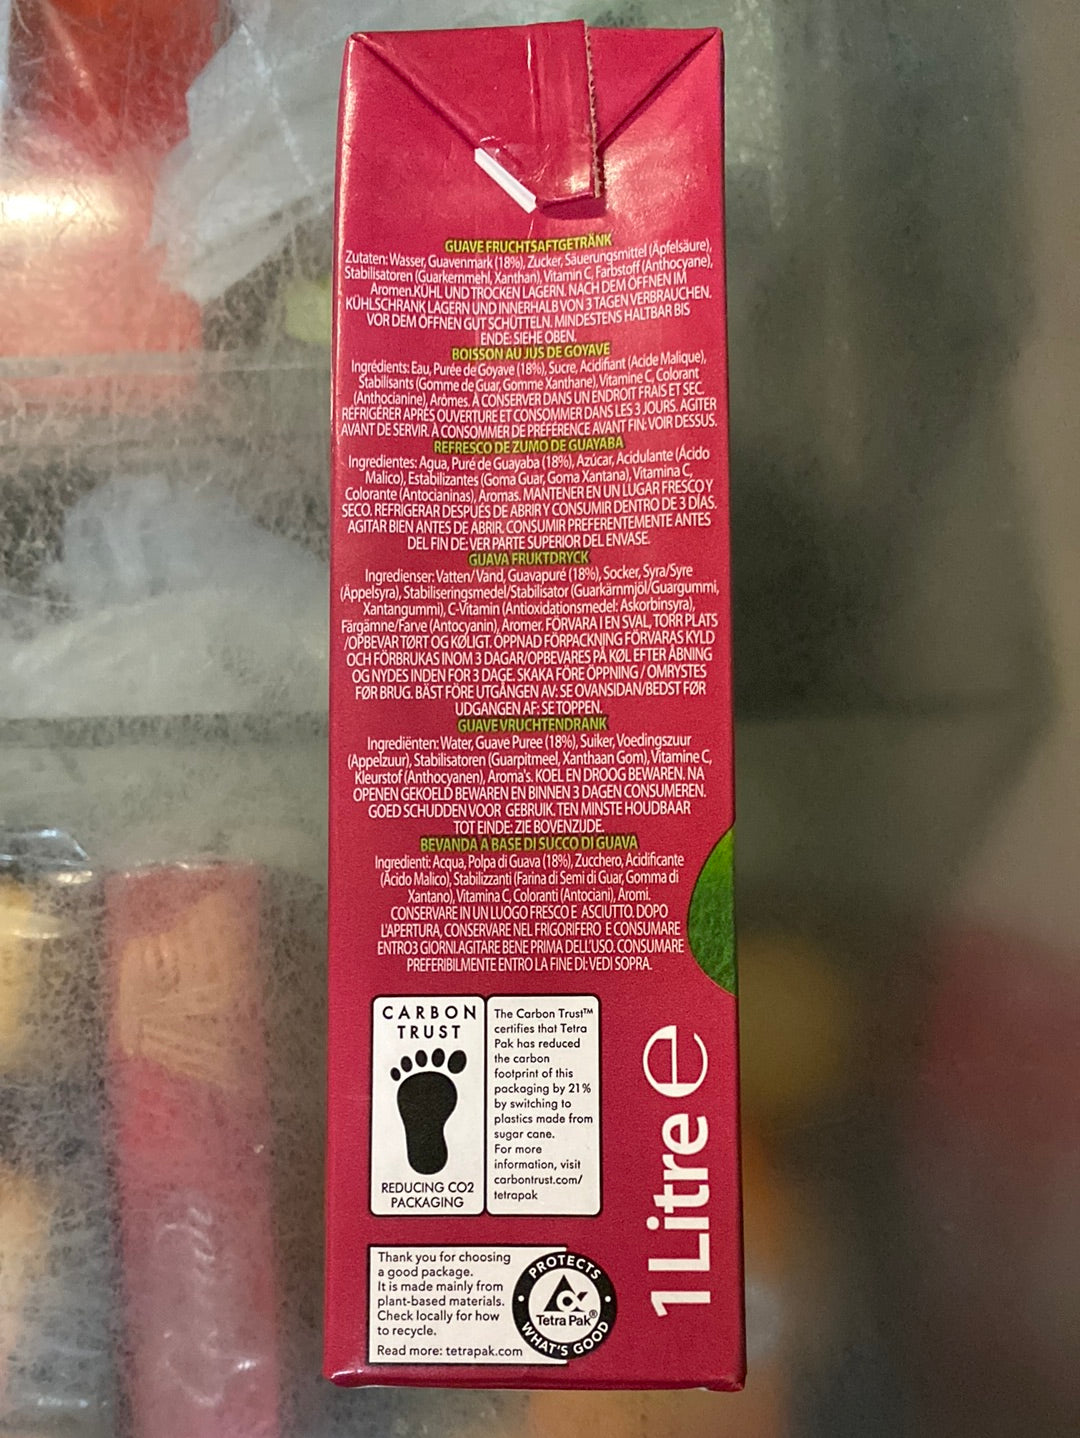 GUAVE FRUCHTSAFTGETRÄNK
Zutaten: Wasser, Guavenmark (18%), Zucker, Säuerungsmittel (Äpfelsäure),
Stabilisatoren (Guarkernmehl, Xanthan), Vitamin C, Farbstoff (Anthocyane),
Aromen.KÜHL UND TROCKEN LAGERN. NACH DEM ÖFFNEN IM
KÜHLSCHRANK LAGERN UND INNERHALB VON 3 TAGEN VERBRAUCHEN.
VOR DEM ÖFFNEN GUT SCHÜTTELN. MINDESTENS HALTBAR BIS
ENDE: SIEHE OBEN.
BOISSON AU JUS DE GOYAVE
Ingrédients: Eau, Purée de Goyave (18%), Sucre, Acidifiant (Acide Malique),
Stabilisants (Gomme de Guar, Gomme Xanthane), Vitamine C, Colorant
(Anthocianine), Arômes. À CONSERVER DANS UN ENDROIT FRAIS ET SEC.
RÉFRIGÉRER APRÈS OUVERTURE ET CONSOMMER DANS LES 3 JOURS. AGITER
AVANT DE SERVIR. À CONSOMMER DE PRÉFÉRENCE AVANT FIN: VOIR DESSUS.
REFRESCO DE ZUMO DE GUAYABA
Ingredientes: Agua, Puré de Guayaba (18%), Azúcar, Acidulante (Ácido
Malico), Estabilizantes (Goma Guar, Goma Xantana), Vitamina C,
Colorante (Antocianinas), Aromas. MANTENER EN UN LUGAR FRESCO Y
SECO. REFRIGERAR DESPUÉS DE ABRIR Y CONSUMIR DENTRO DE 3 DÍAS.
AGITAR BIEN ANTES DE ABRIR. CONSUMIR PREFERENTEMENTE ANTES
DEL FIN DE: VER PARTE SUPERIOR DEL ENVASE.
GUAVA FRUKTDRYCK
Ingredienser: Vatten/ Vand, Guavapuré (18%), Socker, Syra/Syre
(Äppelsyra), Stabiliseringsmedel/Stabilisator (Guarkärnmjöl/Guargummi,
Xantangummi), C-Vitamin (Antioxidationsmedel: Askorbinsyra),
Färgämne/Farve (Antocyanin), Aromer. FÖRVARA I EN SVAL, TORR PLATS
/OPBEVAR TØRT OG KØLIGT. ÖPPNAD FÖRPACKNING FÖRVARAS KYLD
OCH FÖRBRUKAS INOM 3 DAGAR/OPBEVARES PÅ KØL EFTER ÅBNING
OG NYDES INDEN FOR 3 DAGE. SKAKA FÖRE ÖPPNING / OMRYSTES
FØR BRUG. BÄST FÖRE UTGÅNGEN AV: SE OVANSIDAN/BEDST FØR
UDGANGEN AF: SE TOPPEN.
GUAVE VRUCHTENDRANK
Ingrediënten: Water, Guave Puree (18%), Suiker, Voedingszuur
(Appelzuur), Stabilisatoren (Guarpitmeel, Xanthaan Gom), Vitamine C,
Kleurstof (Anthocyanen), Aroma's. KOEL EN DROOG BEWAREN. NA
OPENEN GEKOELD BEWAREN EN BINNEN 3 DAGEN CONSUMEREN.
GOED SCHUDDEN VOOR GEBRUIK. TEN MINSTE HOUDBAAR
TOT EINDE: ZIE BOVENZIJDE.
BEVANDA A BASE DI SUCCO DI GUAVA
Ingredienti: Acqua, Polpa di Guava (18%), Zucchero, Acidificante
(Acido Malico), Stabilizzanti (Farina di Semi di Guar, Gomma di
Xantano), Vitamina C, Coloranti (Antociani), Aromi.
CONSERVARE IN UN LUOGO FRESCO E ASCIUTTO. DOPO
L'APERTURA, CONSERVARE NEL FRIGORIFERO E CONSUMARE
ENTRO3 GIORNI.AGITARE BENE PRIMA DELL'USO. CONSUMARE
PREFERIBILMENTE ENTRO LA FINE DI: VEDI SOPRA.
CARBON
TRUST
REDUCING CO2
PACKAGING
The Carbon Trust™
certifies that Tetra
Pak has reduced
the carbon
footprint of this
packaging by 21%
by switching to
plastics made from
sugar cane.
For more
information, visit
carbontrust.com/
tetrapak
1 Litre ℮
Thank you for choosing
a good package.
It is made mainly from
plant-based materials.
Check locally for how
to recycle.
Read more: tetrapak.com
PROTECTS
Tetra Pak®
WHAT'S GOOD